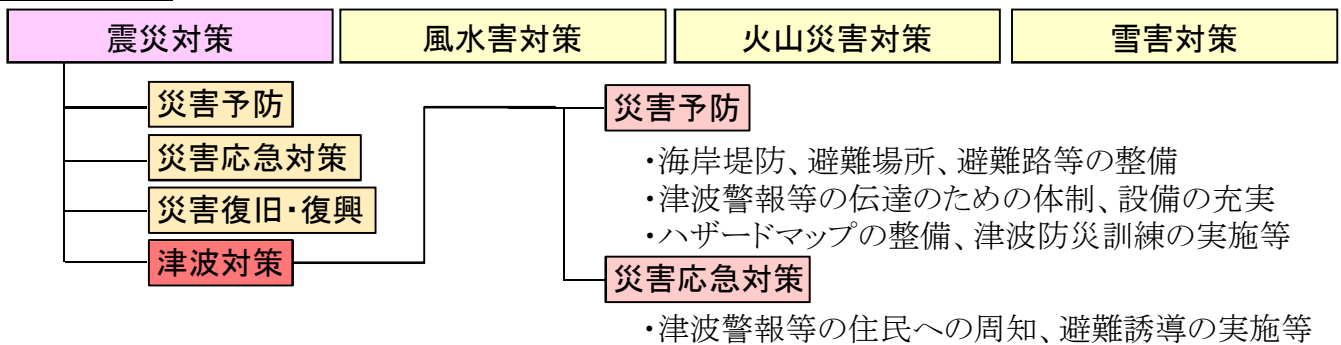 震災対策
風水害対策
火山災害対策
雪害対策
災害予防
災害応急対策
災害復旧・復興
津波対策
災害予防
・海岸堤防、避難場所、避難路等の整備
・津波警報等の伝達のための体制、設備の充実
・ハザードマップの整備、津波防災訓練の実施等
災害応急対策
・津波警報等の住民への周知、避難誘導の実施等